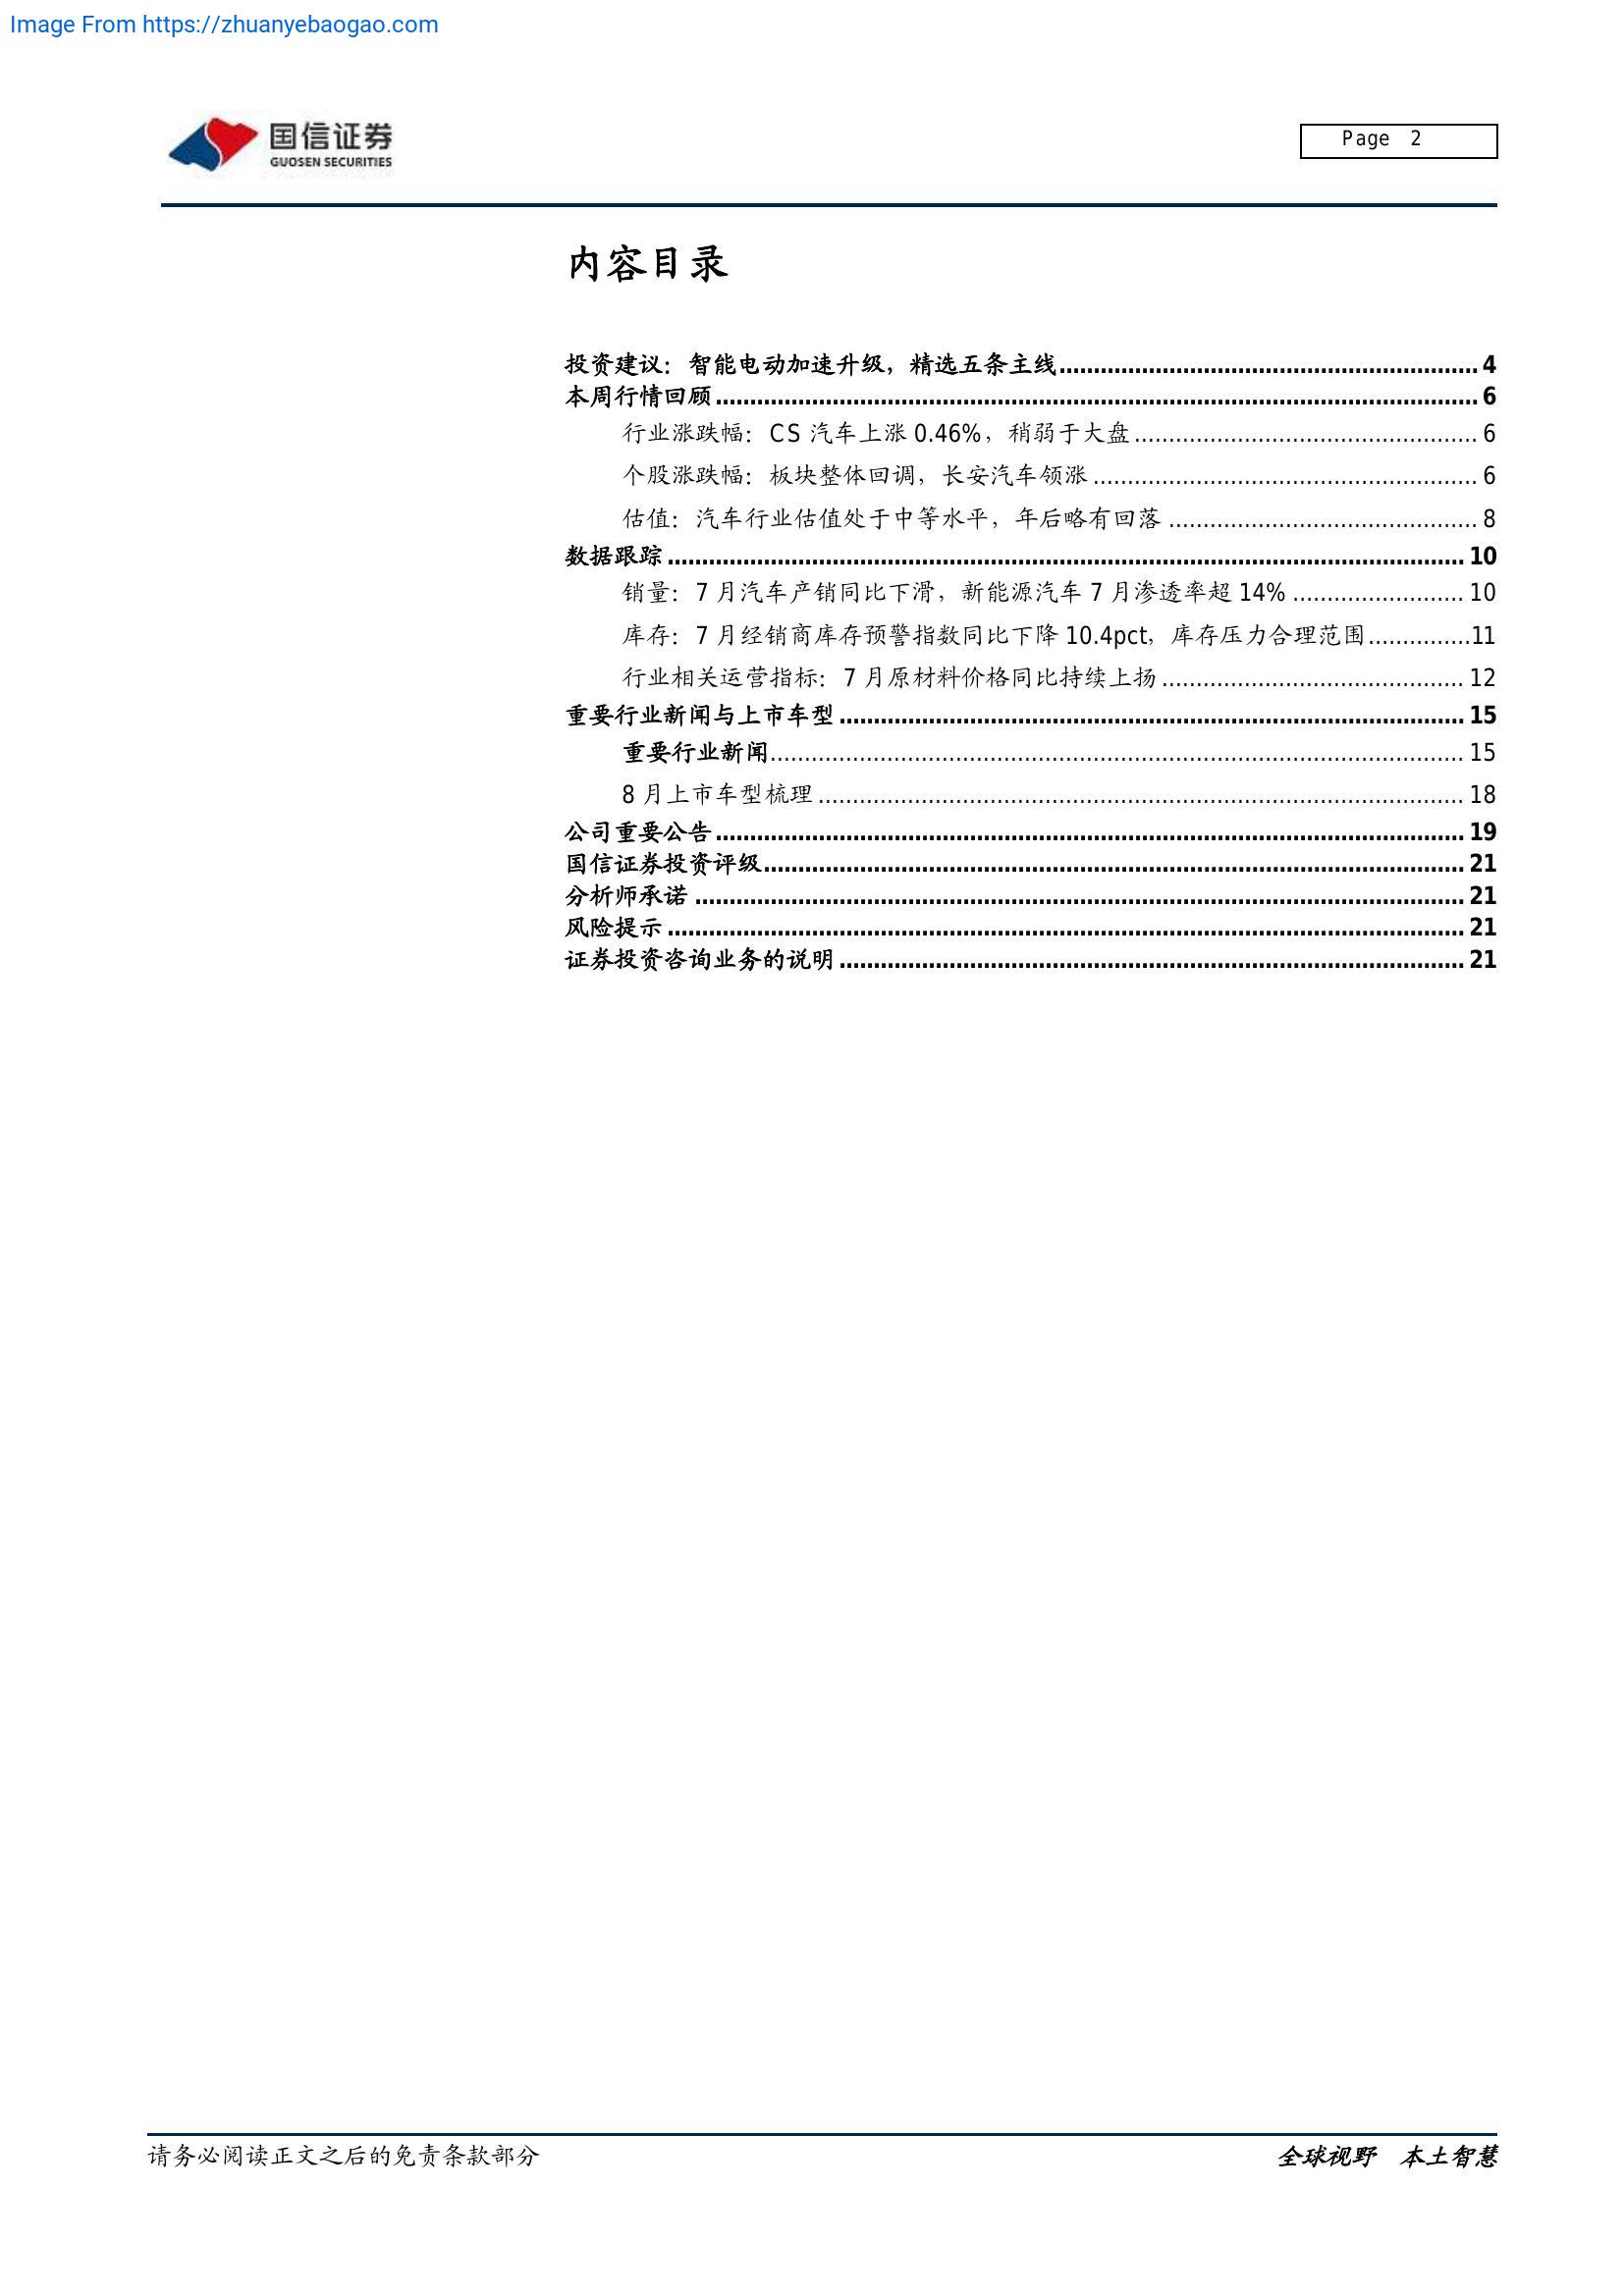 Image From https://zhuanyebaogao.com
国信证券
GUOSEN SECURITIES
Page 2
内容目录
投资建议：智能电动加速升级，精选五条主线............................................................. 4
本周行情回顾............................................................................................................... 6
行业涨跌幅：CS 汽车上涨 0.46%，稍弱于大盘.................................................. 6
个股涨跌幅：板块整体回调，长安汽车领涨........................................................ 6
估值：汽车行业估值处于中等水平，年后略有回落............................................. 8
数据跟踪.................................................................................................................... 10
销量：7 月汽车产销同比下滑，新能源汽车 7 月渗透率超 14%......................... 10
库存：7 月经销商库存预警指数同比下降 10.4pct，库存压力合理范围...............11
行业相关运营指标：7 月原材料价格同比持续上扬............................................ 12
重要行业新闻与上市车型........................................................................................... 15
重要行业新闻..................................................................................................... 15
8 月上市车型梳理.............................................................................................. 18
公司重要公告............................................................................................................. 19
国信证券投资评级...................................................................................................... 21
分析师承诺................................................................................................................ 21
风险提示.................................................................................................................... 21
证券投资咨询业务的说明........................................................................................... 21
请务必阅读正文之后的免责条款部分
全球视野 本土智慧